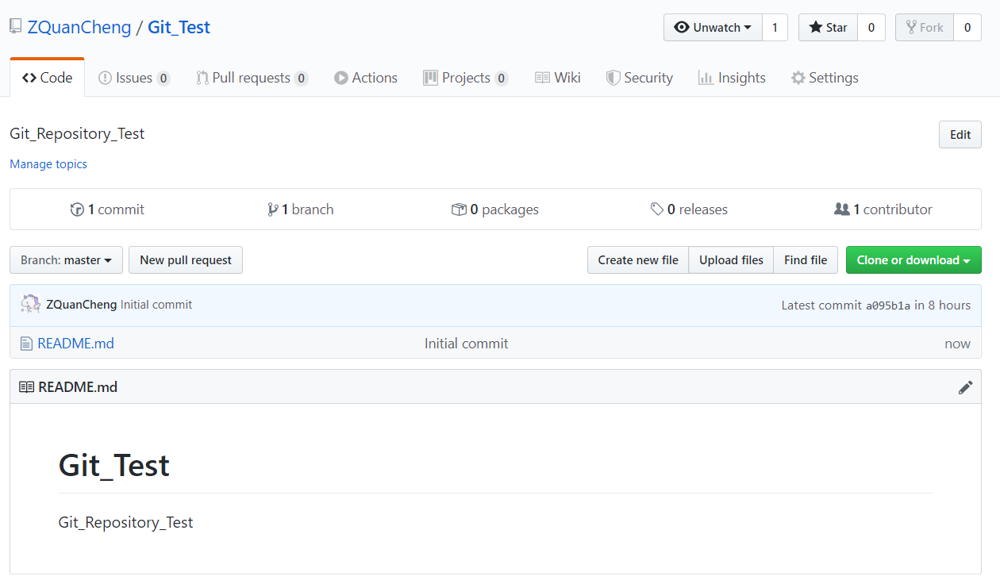 ZQuanCheng / Git_Test Unwatch 1 Star 0 Fork 0
Code Issues 0 Pull requests 0 Actions Projects 0 Wiki Security Insights Settings
Git_Repository_Test Edit
Manage topics
1 commit 1 branch 0 packages 0 releases 1 contributor
Branch: master New pull request Create new file Upload files Find file Clone or download
ZQuanCheng Initial commit Latest commit a095b1a in 8 hours
README.md Initial commit now
README.md
Git_Test
Git_Repository_Test